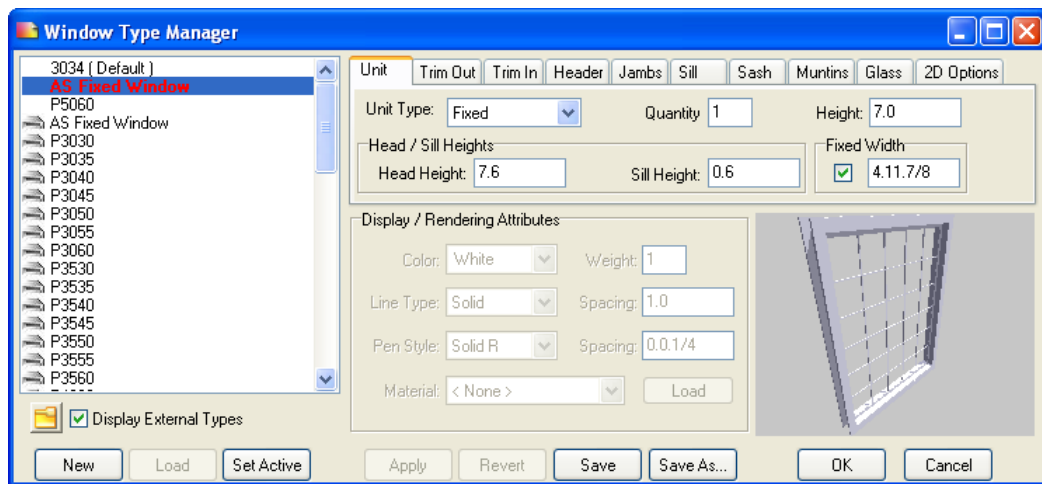 Window Type Manager
3034 ( Default )
AS Fixed Window
P5060
AS Fixed Window
P3030
P3035
P3040
P3045
P3050
P3055
P3060
P3530
P3535
P3540
P3545
P3550
P3555
P3560
Display External Types
New Load Set Active
Unit Trim Out Trim In Header Jambs Sill Sash Muntins Glass 2D Options
Unit Type: Fixed Quantity 1 Height: 7.0
Head / Sill Heights Fixed Width
Head Height: 7.6 Sill Height: 0.6 4.11.7/8
Display / Rendering Attributes
Color: White Weight: 1
Line Type: Solid Spacing: 1.0
Pen Style: Solid R Spacing: 0.0.1/4
Material: < None > Load
Apply Revert Save Save As... OK Cancel